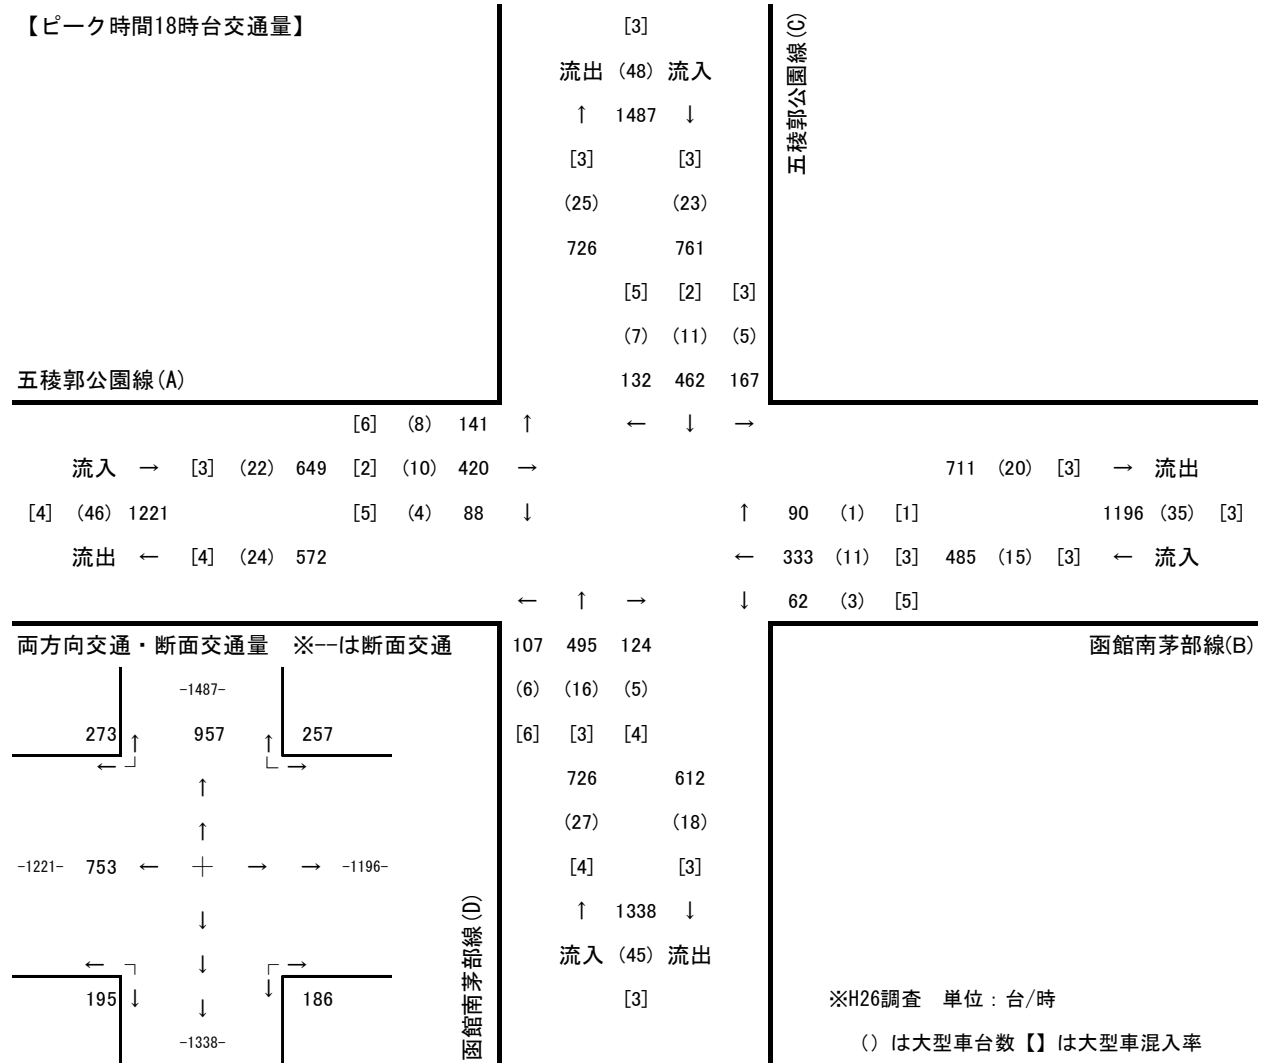 【ピーク時間18時台交通量】 [3]
流出 (48) 流入
↑ 1487 ↓
[3] [3]
(25) (23)
726 761
[5] [2] [3]
(7) (11) (5)
五稜郭公園線(A) 132 462 167
五稜郭公園線(C)
[6] (8) 141 ↑ ← ↓ →
流入 → [3] (22) 649 [2] (10) 420 → 711 (20) [3] → 流出
[4] (46) 1221 [5] (4) 88 ↓ ↑ 90 (1) [1] 1196 (35) [3]
流出 ← [4] (24) 572 ← 333 (11) [3] 485 (15) [3] ← 流入
← ↑ → ↓ 62 (3) [5]
両方向交通・断面交通量 ※--は断面交通 107 495 124 函館南茅部線(B)
-1487- (6) (16) (5)
273 ↑ 957 ↑ 257 [6] [3] [4]
← →
↑ 726 612
↑ (27) (18)
-1221- 753 ← + → → -1196- [4] [3]
↓ ↑ 1338 ↓
← ↓ → 流入 (45) 流出
195 ↓ ↓ ↓ 186 [3] ※H26調査 単位：台/時
-1338- () は大型車台数【】は大型車混入率
函館南茅部線(D)